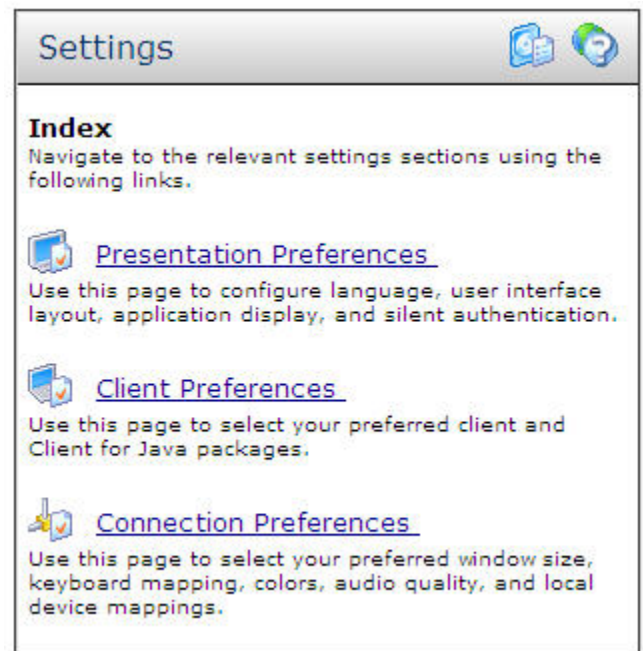 Settings
Index
Navigate to the relevant settings sections using the
following links.
Presentation Preferences
Use this page to configure language, user interface
layout, application display, and silent authentication.
Client Preferences
Use this page to select your preferred client and
Client for Java packages.
Connection Preferences
Use this page to select your preferred window size,
keyboard mapping, colors, audio quality, and local
device mappings.